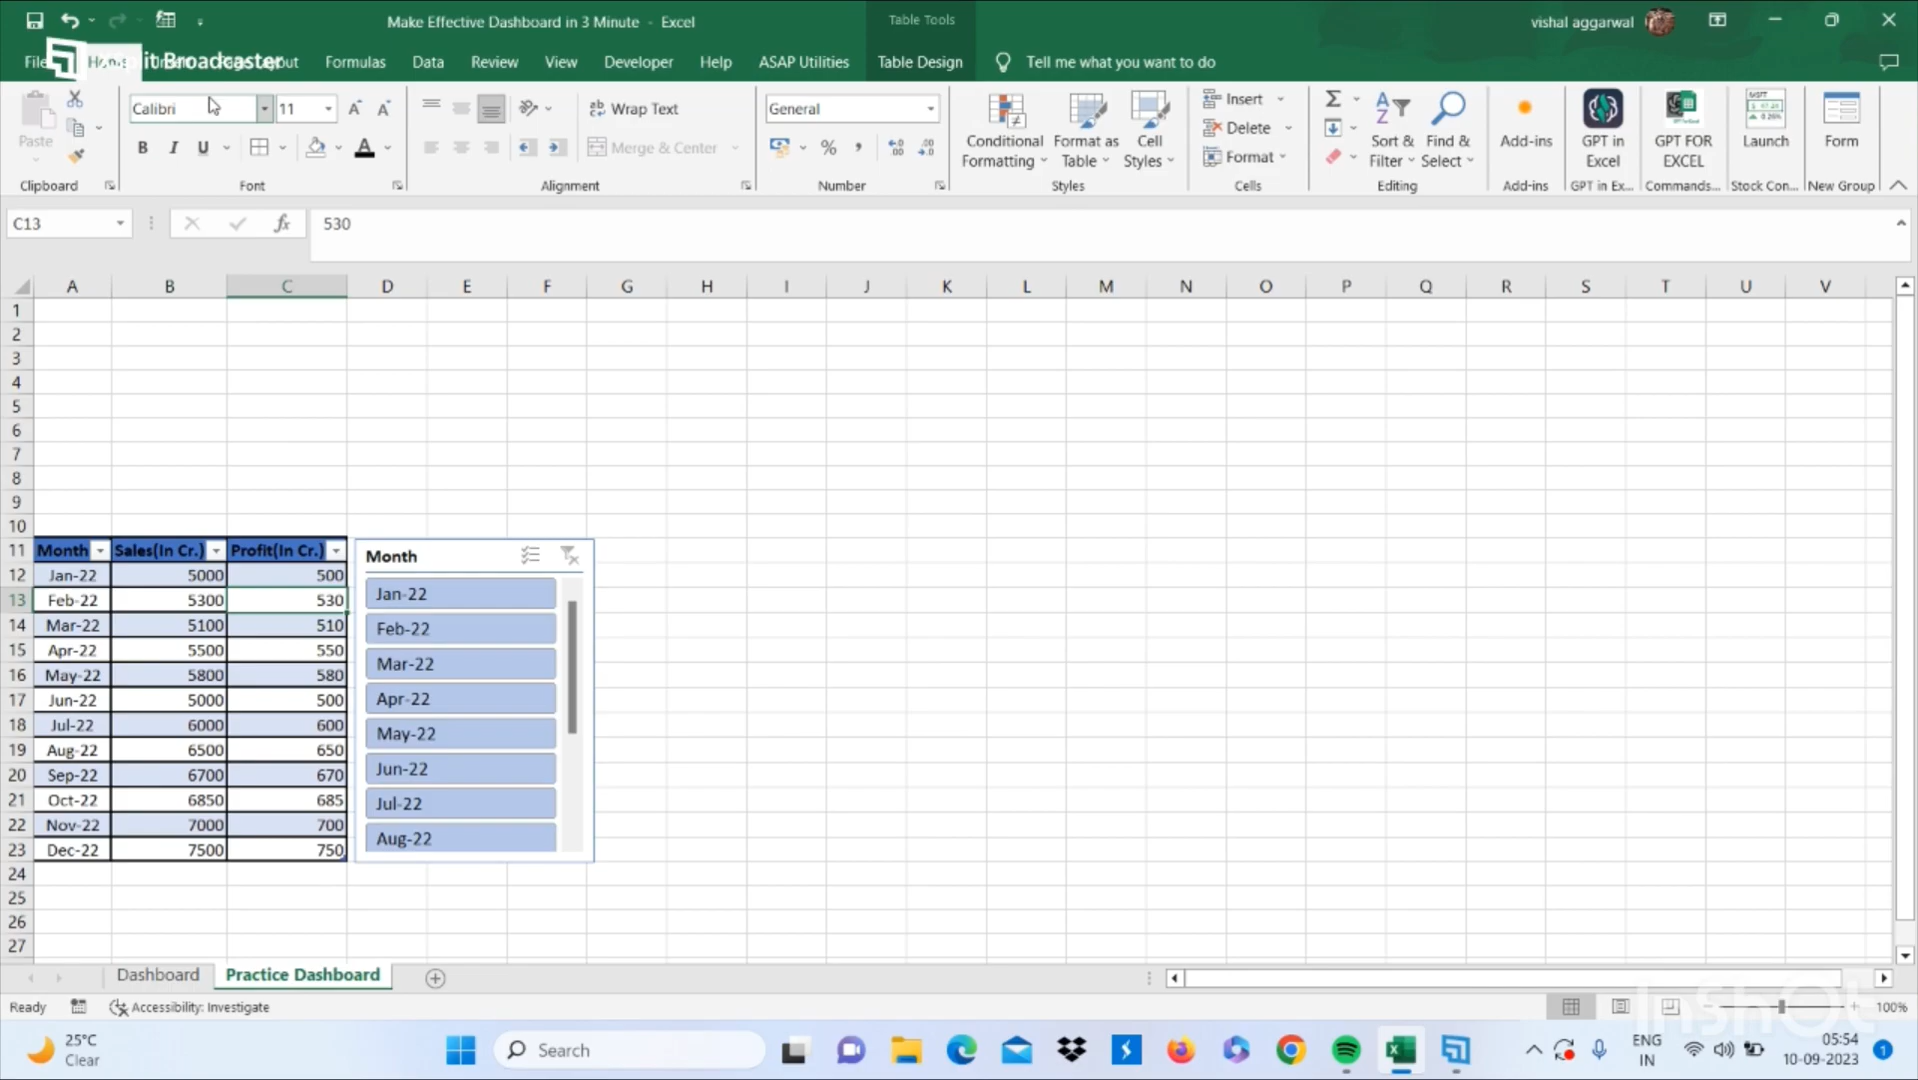 Make Effective Dashboard in 3 Minute - Excel
Table Tools
vishal aggarwal
Broadcaster
Formulas Data Review View Developer Help ASAP Utilities Table Design Tell me what you want to do
Calibri 11 Wrap Text General
Paste B I U Merge & Center % Conditional Formatting Format as Table Cell Styles
Insert Delete Format Sort & Filter Find & Select Add-ins GPT in Excel GPT FOR EXCEL Launch Form
Clipboard Font Alignment Number Styles Cells Editing Add-ins GPT in Ex... Commands... Stock Con... New Group
C13 fx 530
A B C D E F G H I J K L M N O P Q R S T U V
1
2
3
4
5
6
7
8
9
10
11 Month Sales(In Cr.) Profit(In Cr.)
12 Jan-22 5000 500
13 Feb-22 5300 530
14 Mar-22 5100 510
15 Apr-22 5500 550
16 May-22 5800 580
17 Jun-22 5000 500
18 Jul-22 6000 600
19 Aug-22 6500 650
20 Sep-22 6700 670
21 Oct-22 6850 685
22 Nov-22 7000 700
23 Dec-22 7500 750
24
25
26
27
Month
Jan-22
Feb-22
Mar-22
Apr-22
May-22
Jun-22
Jul-22
Aug-22
Dashboard Practice Dashboard
Ready Accessibility: Investigate 100%
InShot
25°C
Clear
Search
ENG
IN
05:54
10-09-2023
1